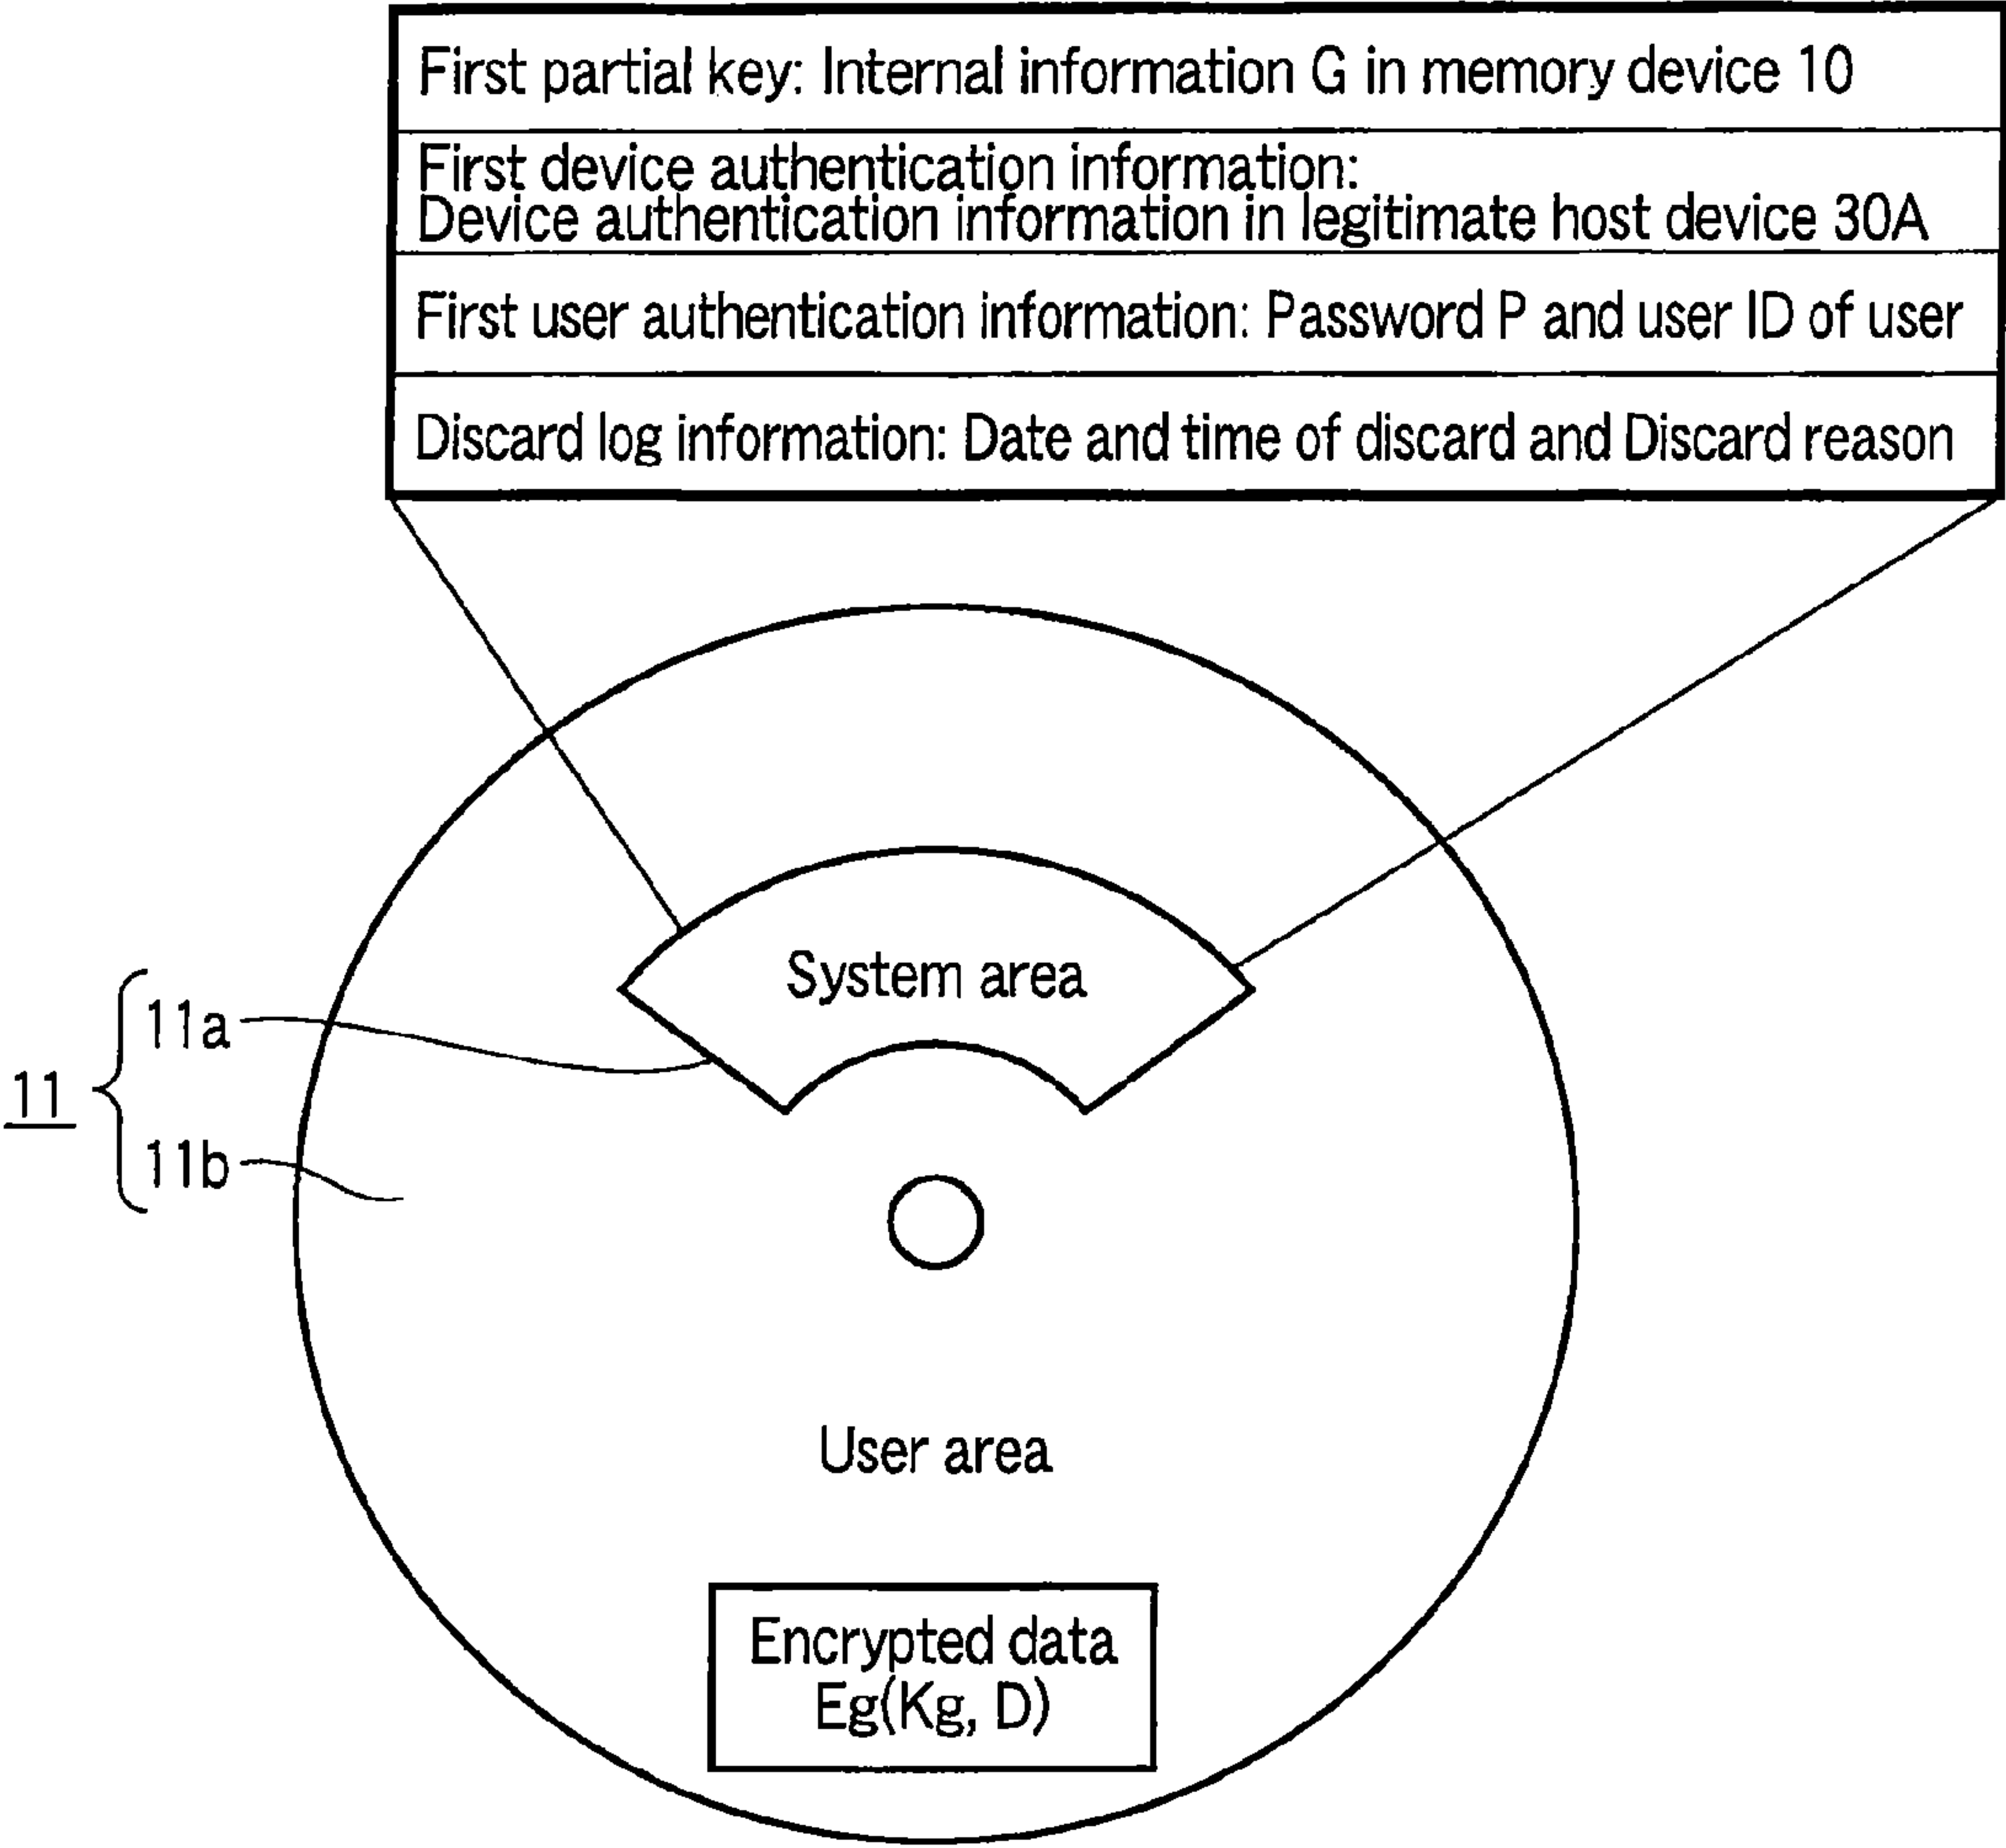 First partial key: Internal information G in memory device 10
First device authentication information:
Device authentication information in legitimate host device 30A
First user authentication information: Password P and user ID of user
Discard log information: Date and time of discard and Discard reason
System area
11a
11
11b
User area
Encrypted data
Eg(Kg, D)